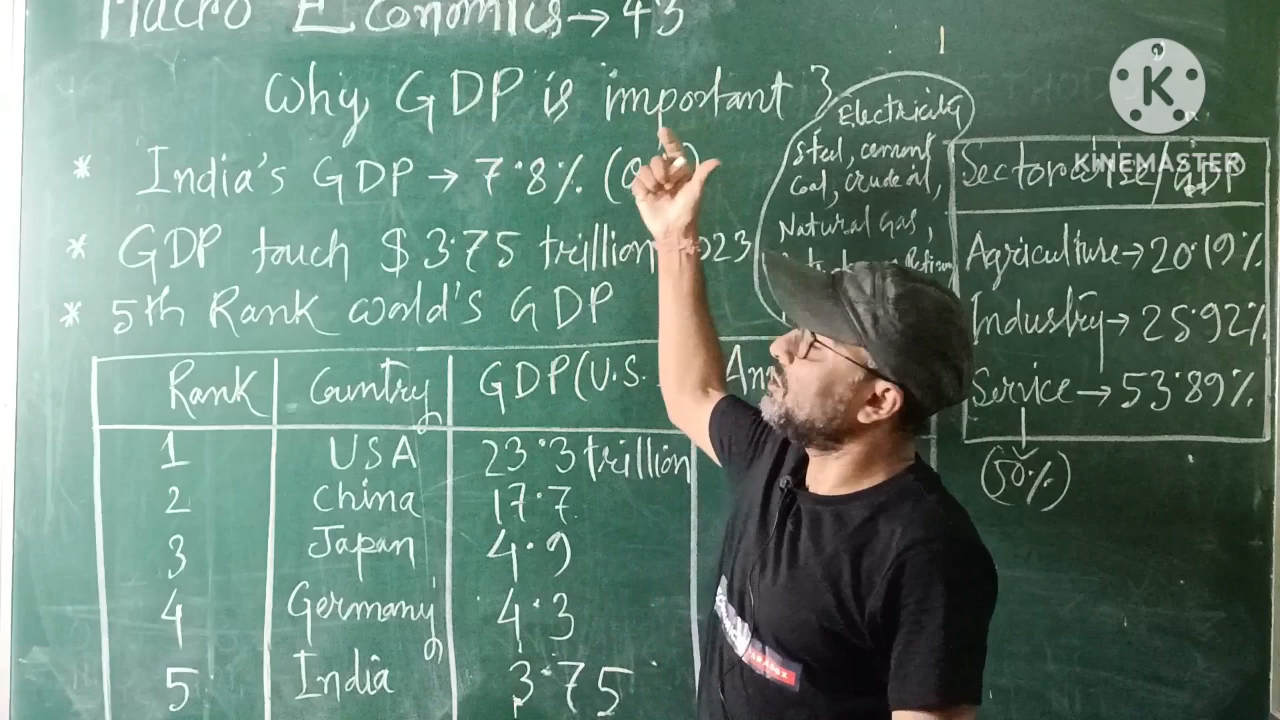 Macro Economics → 43
Why GDP is important ?
* India's GDP → 7.8% (
* GDP touch $ 3.75 trillion 2023
* 5th Rank world's GDP
Rank Country GDP(U.S.
1 USA 23.3 trillion
2 China 17.7
3 Japan 4.9
4 Germany 4.3
5 India 3.75
Electricity
Steel, cement
Coal, Crude oil,
Natural Gas,
K
KINEMASTER
Sectorwise/GDP
Agriculture → 20.19%
Industry → 25.92%
Service → 53.89%
(50%)